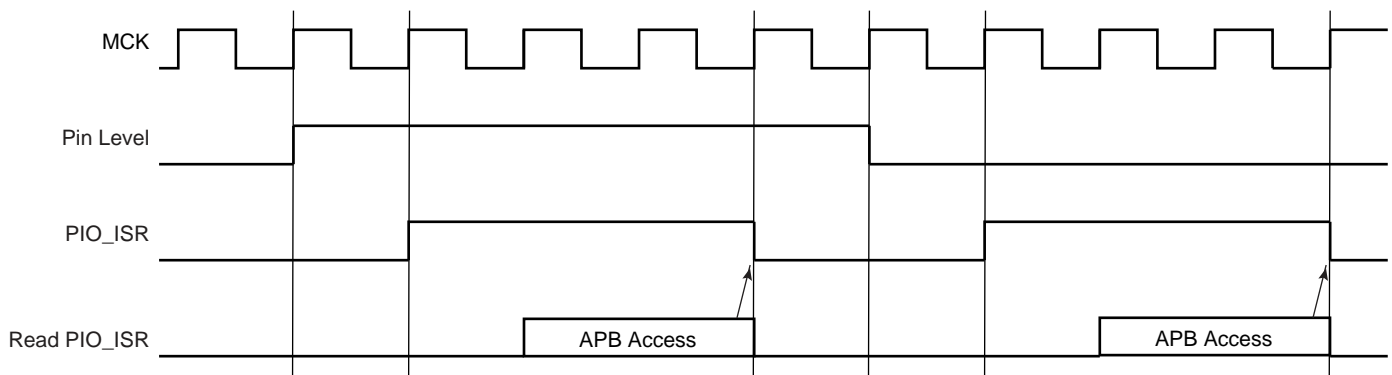 MCK
Pin Level
PIO_ISR
Read PIO_ISR
APB Access
APB Access